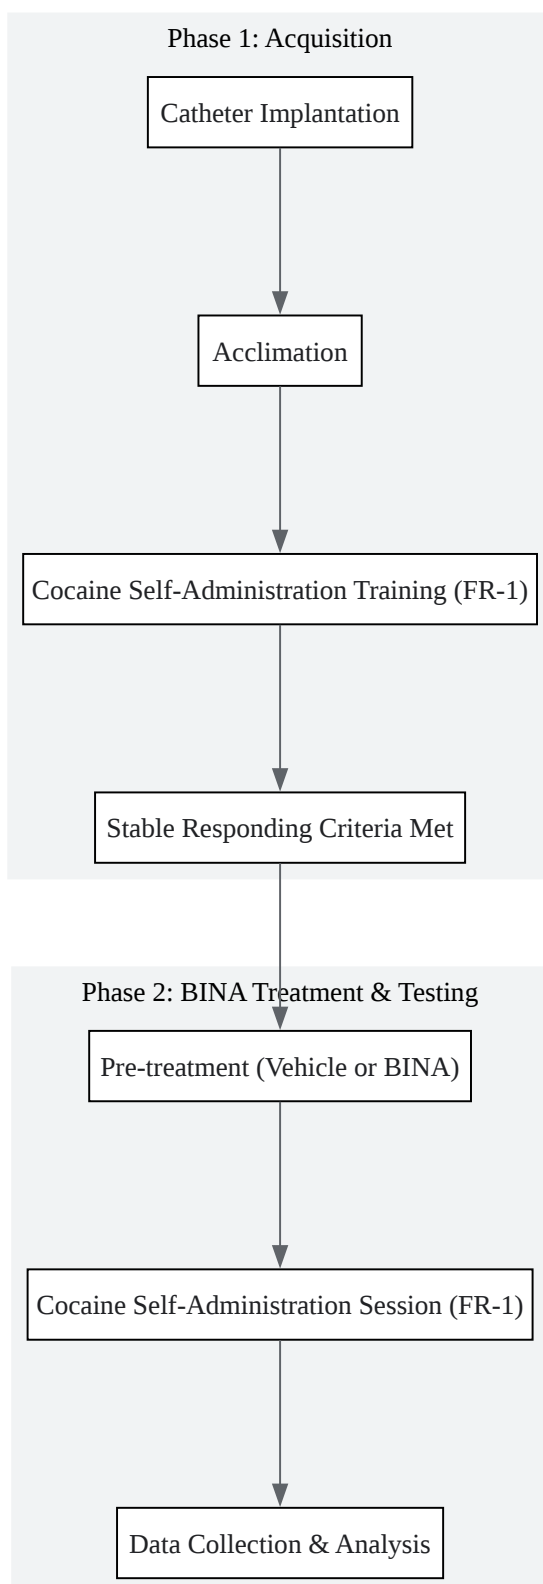 Phase 1: Acquisition
Catheter Implantation
Acclimation
Cocaine Self-Administration Training (FR-1)
Stable Responding Criteria Met
Phase 2: BINA Treatment & Testing
Pre-treatment (Vehicle or BINA)
Cocaine Self-Administration Session (FR-1)
Data Collection & Analysis